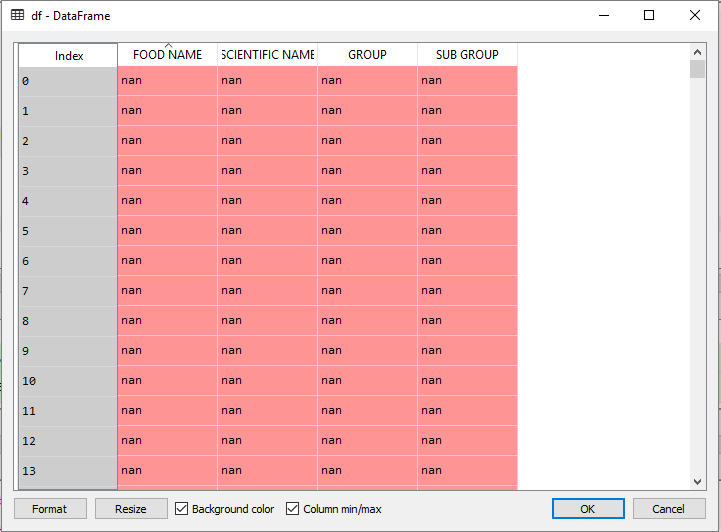 df - DataFrame
Index FOOD NAME SCIENTIFIC NAME GROUP SUB GROUP
0 nan nan nan nan
1 nan nan nan nan
2 nan nan nan nan
3 nan nan nan nan
4 nan nan nan nan
5 nan nan nan nan
6 nan nan nan nan
7 nan nan nan nan
8 nan nan nan nan
9 nan nan nan nan
10 nan nan nan nan
11 nan nan nan nan
12 nan nan nan nan
13 nan nan nan nan
Format Resize Background color Column min/max OK Cancel